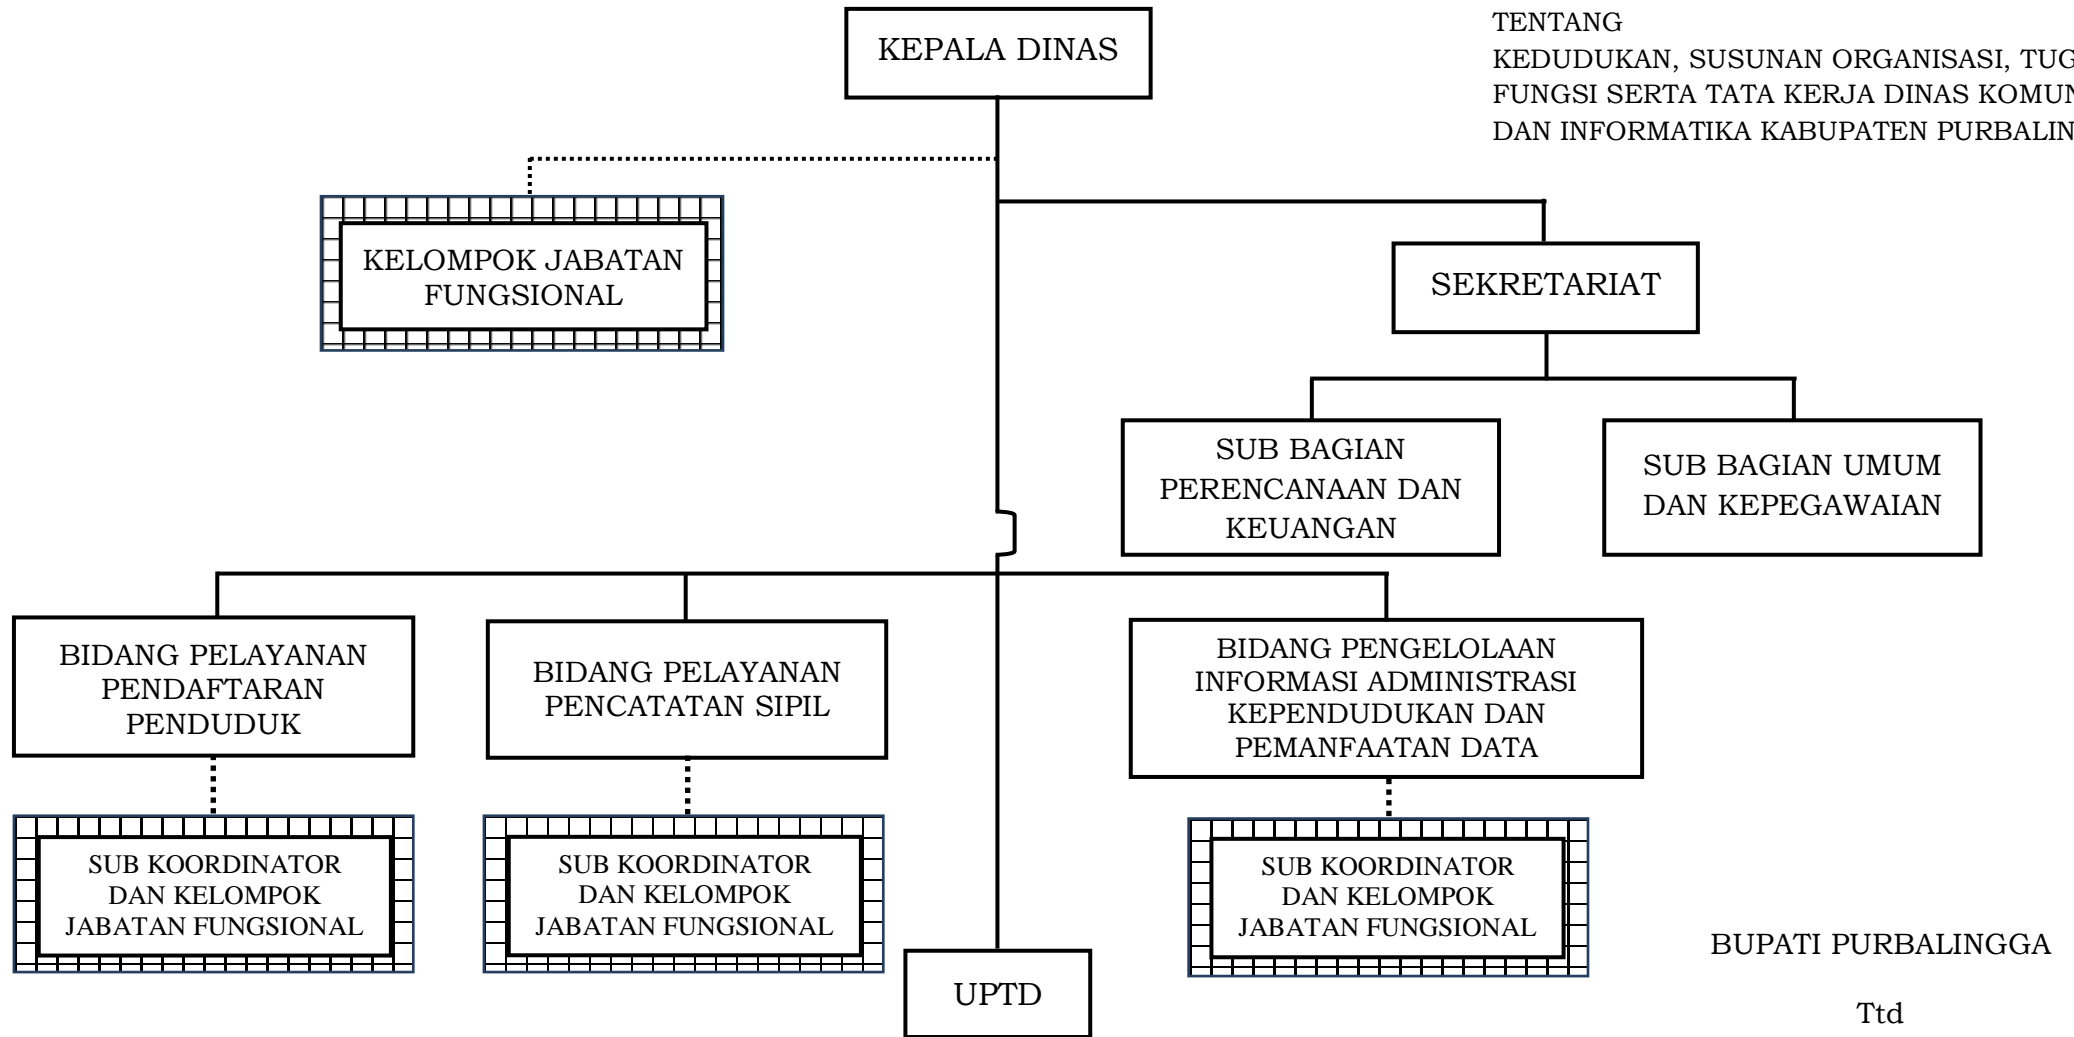 KEPALA DINAS
TENTANG
KEDUDUKAN, SUSUNAN ORGANISASI, TUG
FUNGSI SERTA TATA KERJA DINAS KOMUN
DAN INFORMATIKA KABUPATEN PURBALIN
KELOMPOK JABATAN
FUNGSIONAL
SEKRETARIAT
SUB BAGIAN
PERENCANAAN DAN
KEUANGAN
SUB BAGIAN UMUM
DAN KEPEGAWAIAN
BIDANG PELAYANAN
PENDAFTARAN
PENDUDUK
BIDANG PELAYANAN
PENCATATAN SIPIL
BIDANG PENGELOLAAN
INFORMASI ADMINISTRASI
KEPENDUDUKAN DAN
PEMANFAATAN DATA
SUB KOORDINATOR
DAN KELOMPOK
JABATAN FUNGSIONAL
SUB KOORDINATOR
DAN KELOMPOK
JABATAN FUNGSIONAL
SUB KOORDINATOR
DAN KELOMPOK
JABATAN FUNGSIONAL
UPTD
BUPATI PURBALINGGA
Ttd